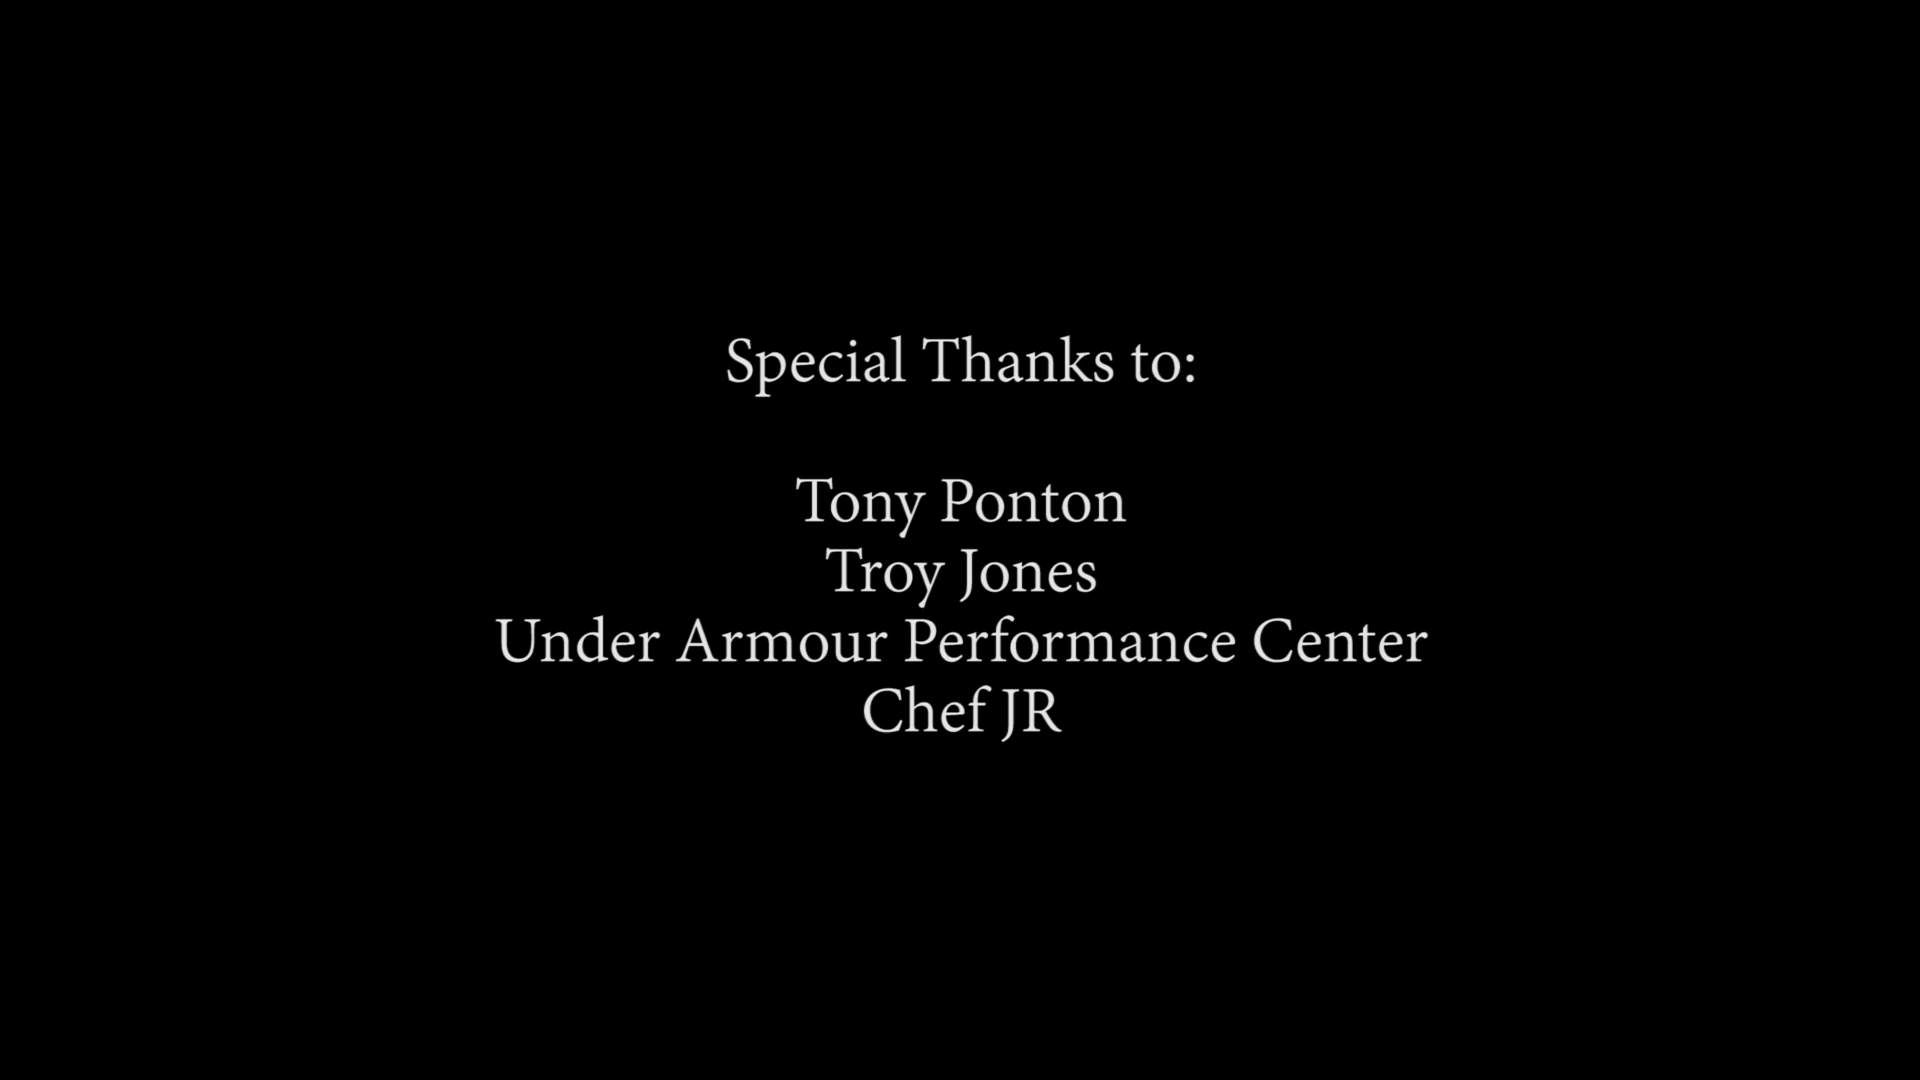 Special Thanks to:
Tony Ponton
Troy Jones
Under Armour Performance Center
Chef JR